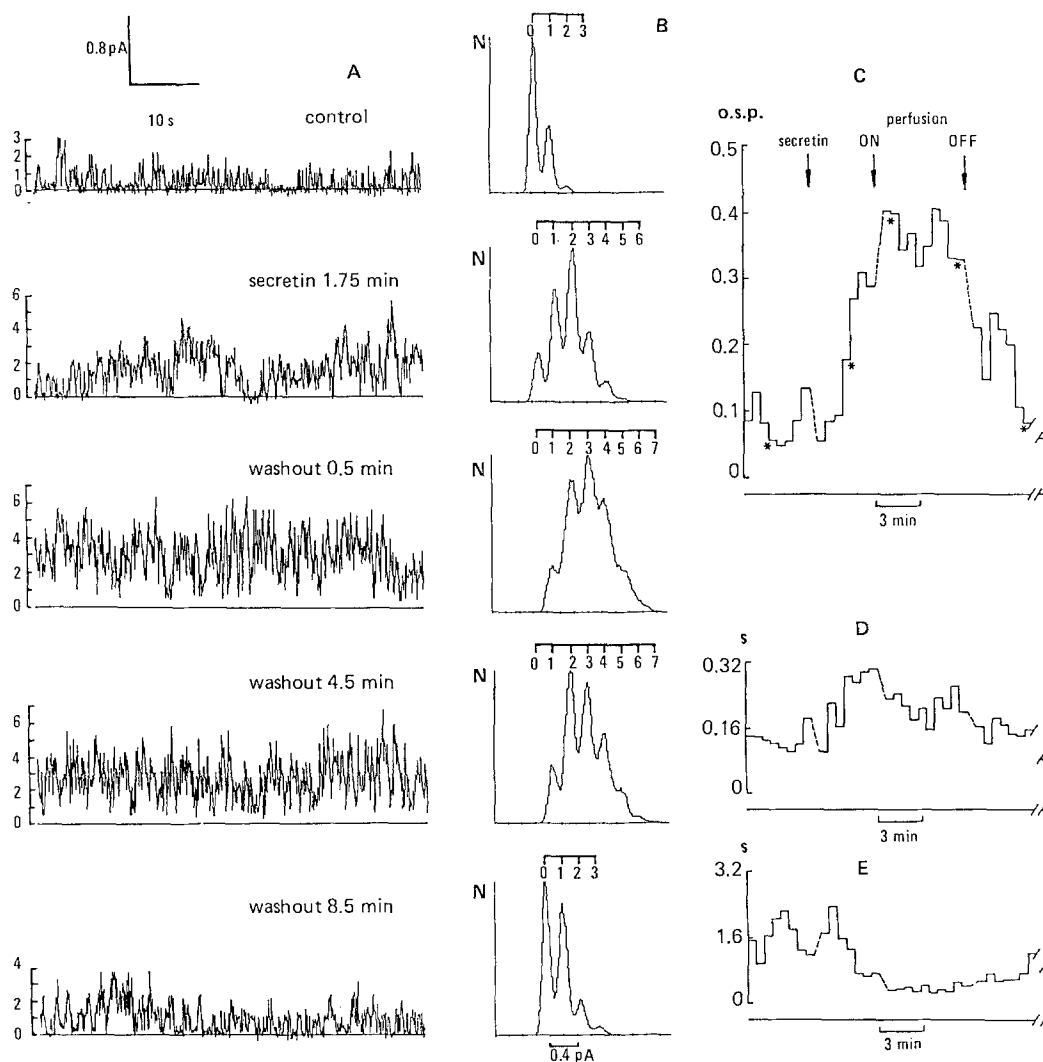 A
0.8 pA
10 s
control
3
2
1
0
secretin 1.75 min
6
4
2
0
washout 0.5 min
6
4
2
0
washout 4.5 min
6
4
2
0
washout 8.5 min
4
2
0
B
N
0 1 2 3
N
0 1 2 3 4 5 6
N
0 1 2 3 4 5 6 7
N
0 1 2 3 4 5 6 7
N
0 1 2 3
0.4 pA
C
o.s.p.
perfusion
secretin ON OFF
0.5
0.4
0.3
0.2
0.1
0
* * * * *
3 min
D
s
0.32
0.16
0
3 min
E
s
3.2
1.6
0
3 min